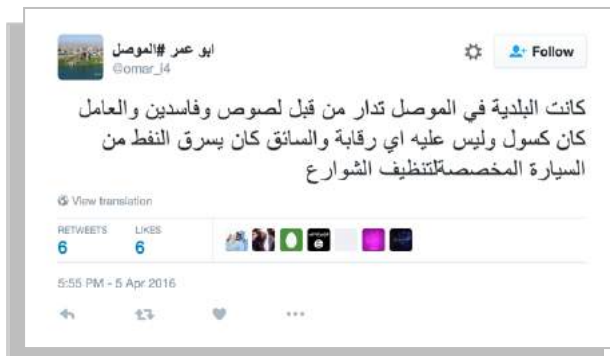 ابو عمر #الموصل
@omar_l4
Follow
كانت البلدية في الموصل تدار من قبل لصوص وفاسدين والعامل
كان كسول وليس عليه اي رقابة والسائق كان يسرق النفط من
السيارة المخصصةلتنظيف الشوارع
View translation
RETWEETS LIKES
6 6
5:55 PM - 5 Apr 2016